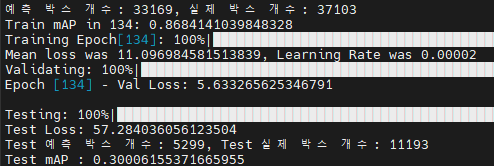 예측 박스 개수 : 33169, 실제 박스 개수 : 37103
Train mAP in 134: 0.8684141039848328
Training Epoch[134]: 100%|
Mean loss was 11.096984581513839, Learning Rate was 0.00002
Validating: 100%|
Epoch [134] - Val Loss: 5.633265625346791
Testing: 100%|
Test Loss: 57.284036056123504
Test 예측 박스 개수 : 5299, Test 실제 박스 개수 : 11193
Test mAP : 0.30006155371665955